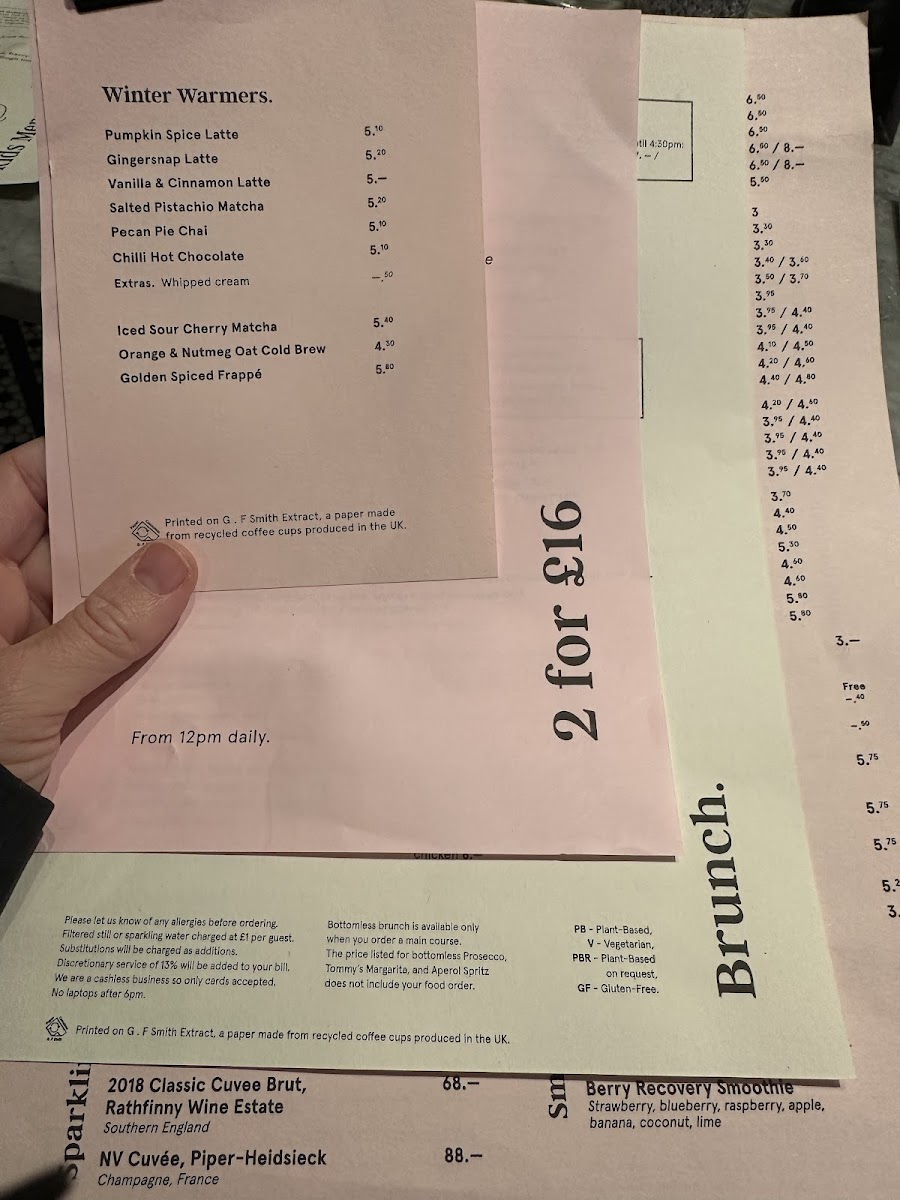 Winter Warmers.
Pumpkin Spice Latte 5.10
Gingersnap Latte 5.20
Vanilla & Cinnamon Latte 5.—
Salted Pistachio Matcha 5.20
Pecan Pie Chai 5.10
Chilli Hot Chocolate 5.10
Extras. Whipped cream —.50
Iced Sour Cherry Matcha 5.40
Orange & Nutmeg Oat Cold Brew 4.30
Golden Spiced Frappé 5.80
Printed on G . F Smith Extract, a paper made
from recycled coffee cups produced in the UK.
2 for £16
From 12pm daily.
4:30pm:
Brunch.
Please let us know of any allergies before ordering.
Filtered still or sparkling water charged at £1 per guest.
Substitutions will be charged as additions.
Discretionary service of 13% will be added to your bill.
We are a cashless business so only cards accepted.
No laptops after 6pm.
Bottomless brunch is available only
when you order a main course.
The price listed for bottomless Prosecco,
Tommy's Margarita, and Aperol Spritz
does not include your food order.
PB - Plant-Based,
V - Vegetarian,
PBR - Plant-Based
on request,
GF - Gluten-Free.
Printed on G . F Smith Extract, a paper made from recycled coffee cups produced in the UK.
6.50
6.50
6.50
6.50 / 8.—
6.50 / 8.—
5.50
3
3.30
3.30
3.40 / 3.60
3.50 / 3.70
3.95
3.95 / 4.40
3.95 / 4.40
4.10 / 4.50
4.20 / 4.60
4.40 / 4.80
4.20 / 4.60
3.95 / 4.40
3.95 / 4.40
3.95 / 4.40
3.95 / 4.40
3.70
4.40
4.50
5.30
4.60
4.60
5.80
5.80
3.—
Free
—.40
—.50
5.75
5.75
5.75
5.2
3.
2018 Classic Cuvee Brut, 68.—
Rathfinny Wine Estate
Southern England
NV Cuvée, Piper-Heidsieck 88.—
Champagne, France
Berry Recovery Smoothie
Strawberry, blueberry, raspberry, apple,
banana, coconut, lime